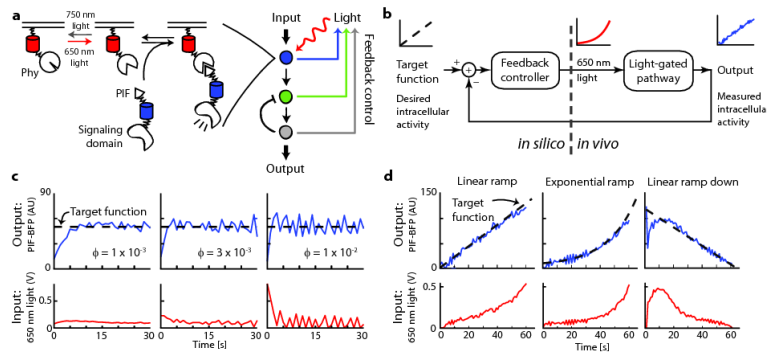 a
750 nm
light
650 nm
light
Phy
PIF
Signaling
domain
Input
Light
Feedback control
Output
b
Target
function
Desired
intracellular
activity
+
+
−
Feedback
controller
650 nm
light
Light-gated
pathway
Output
Measured
intracellular
activity
in silico
in vivo
c
Output:
PIF-BFP (AU)
90
0
Target function
ϕ = 1 x 10-3
ϕ = 3 x 10-3
ϕ = 1 x 10-2
Input:
650 nm light (V)
0.8
0
0 15 30
0 15 30
0 15 30
Time [s]
d
Linear ramp
Exponential ramp
Linear ramp down
Output:
PIF-BFP (AU)
150
0
Target
function
Input:
650 nm light (V)
0.5
0
0 20 40 60
0 20 40 60
0 20 40 60
Time [s]